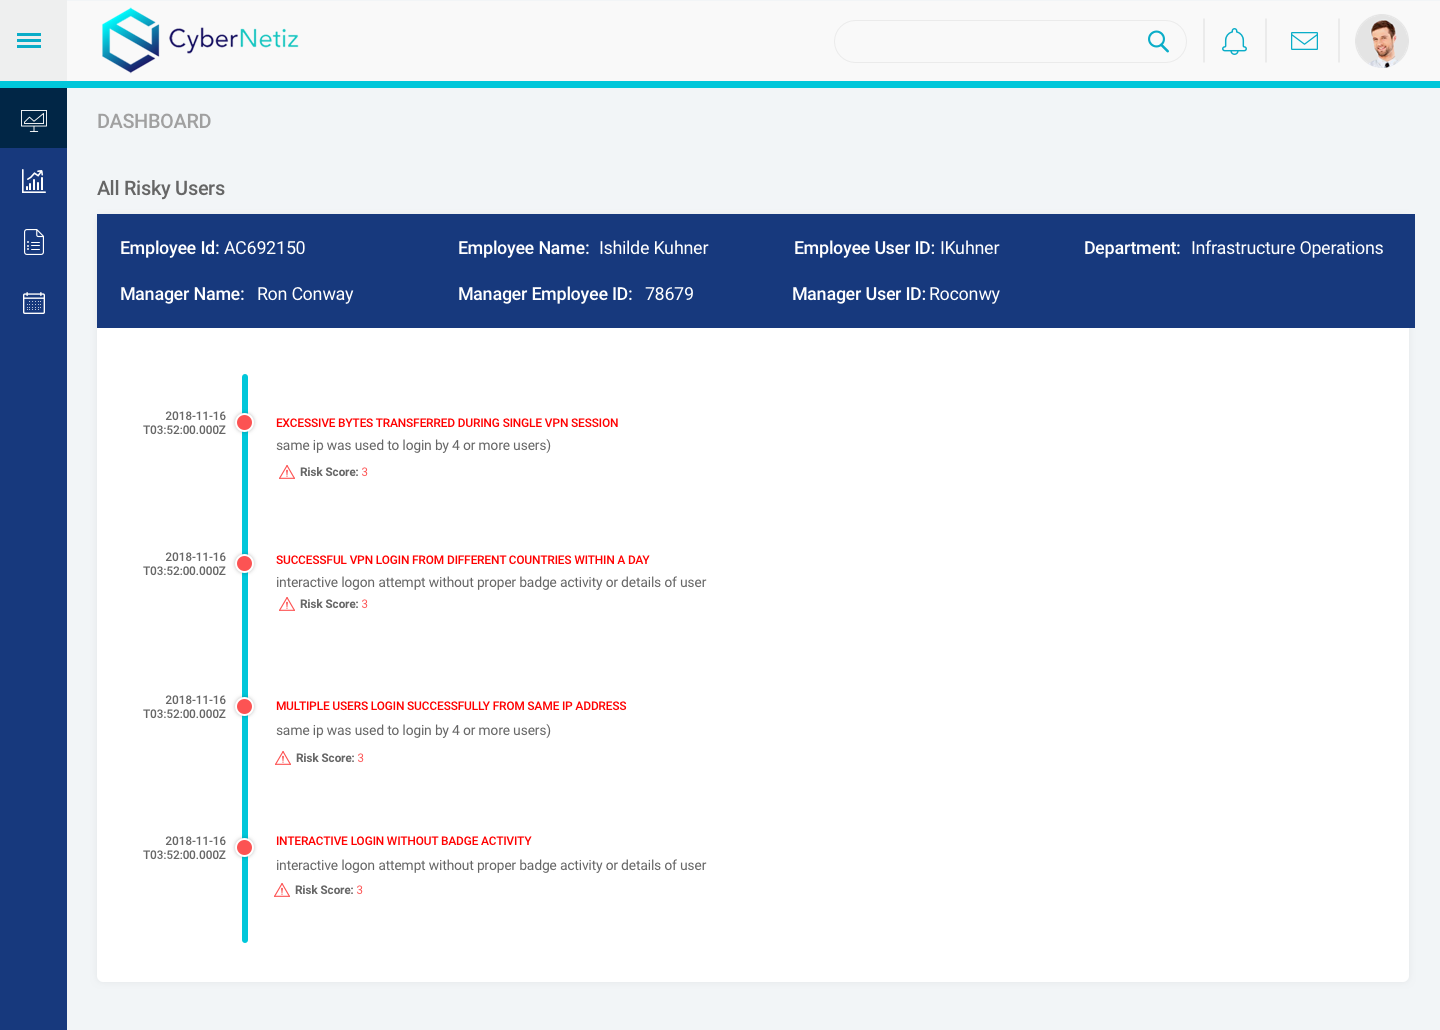 CyberNetiz
DASHBOARD
All Risky Users
Employee Id: AC692150 Employee Name: Ishilde Kuhner Employee User ID: IKuhner Department: Infrastructure Operations
Manager Name: Ron Conway Manager Employee ID: 78679 Manager User ID: Roconwy
2018-11-16
T03:52:00.000Z
EXCESSIVE BYTES TRANSFERRED DURING SINGLE VPN SESSION
same ip was used to login by 4 or more users)
Risk Score: 3
2018-11-16
T03:52:00.000Z
SUCCESSFUL VPN LOGIN FROM DIFFERENT COUNTRIES WITHIN A DAY
interactive logon attempt without proper badge activity or details of user
Risk Score: 3
2018-11-16
T03:52:00.000Z
MULTIPLE USERS LOGIN SUCCESSFULLY FROM SAME IP ADDRESS
same ip was used to login by 4 or more users)
Risk Score: 3
2018-11-16
T03:52:00.000Z
INTERACTIVE LOGIN WITHOUT BADGE ACTIVITY
interactive logon attempt without proper badge activity or details of user
Risk Score: 3